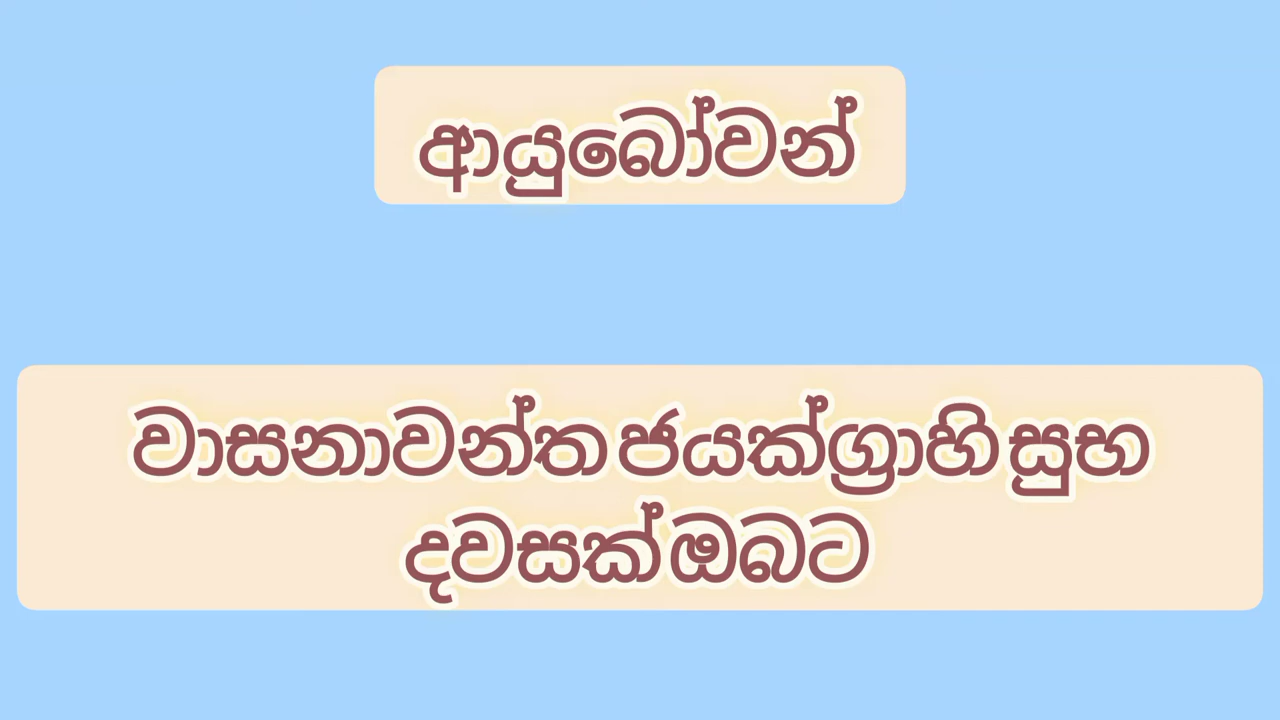 ආයුබෝවන්
වාසනාවන්ත ජයක්ග්‍රාහි සුභ
දවසක් ඔබට